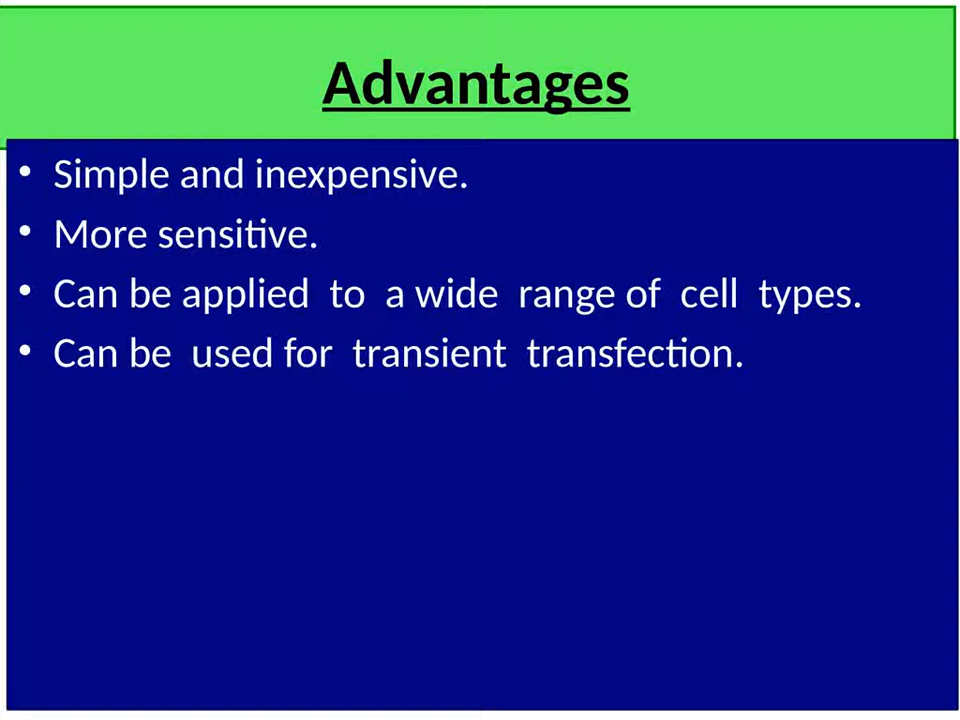 Advantages
• Simple and inexpensive.
• More sensitive.
• Can be applied to a wide range of cell types.
• Can be used for transient transfection.